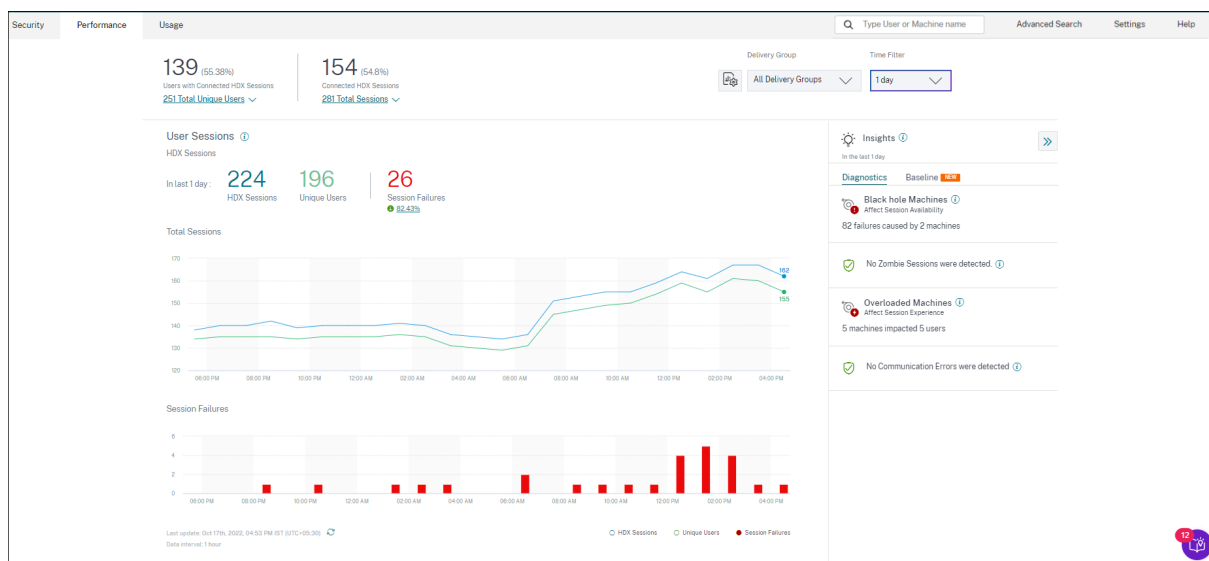 Security Performance Usage Type User or Machine name Advanced Search Settings Help
139 (55.38%) 154 (54.8%)
Users with Connected HDX Sessions Connected HDX Sessions
251 Total Unique Users 281 Total Sessions
Delivery Group Time Filter
All Delivery Groups 1 day
User Sessions
HDX Sessions
In last 1 day : 224 196 26
HDX Sessions Unique Users Session Failures
82.43%
Total Sessions
170
160
150
140
130
120
162
155
06:00 PM 08:00 PM 10:00 PM 12:00 AM 02:00 AM 04:00 AM 06:00 AM 08:00 AM 10:00 AM 12:00 PM 02:00 PM 04:00 PM
Session Failures
6
4
2
0
06:00 PM 08:00 PM 10:00 PM 12:00 AM 02:00 AM 04:00 AM 06:00 AM 08:00 AM 10:00 AM 12:00 PM 02:00 PM 04:00 PM
Last update: Oct 17th, 2022, 04:53 PM IST (UTC+05:30)
Data interval: 1 hour
HDX Sessions Unique Users Session Failures
Insights
In the last 1 day
Diagnostics Baseline NEW
Black hole Machines
Affect Session Availability
82 failures caused by 2 machines
No Zombie Sessions were detected.
Overloaded Machines
Affect Session Experience
5 machines impacted 5 users
No Communication Errors were detected
12